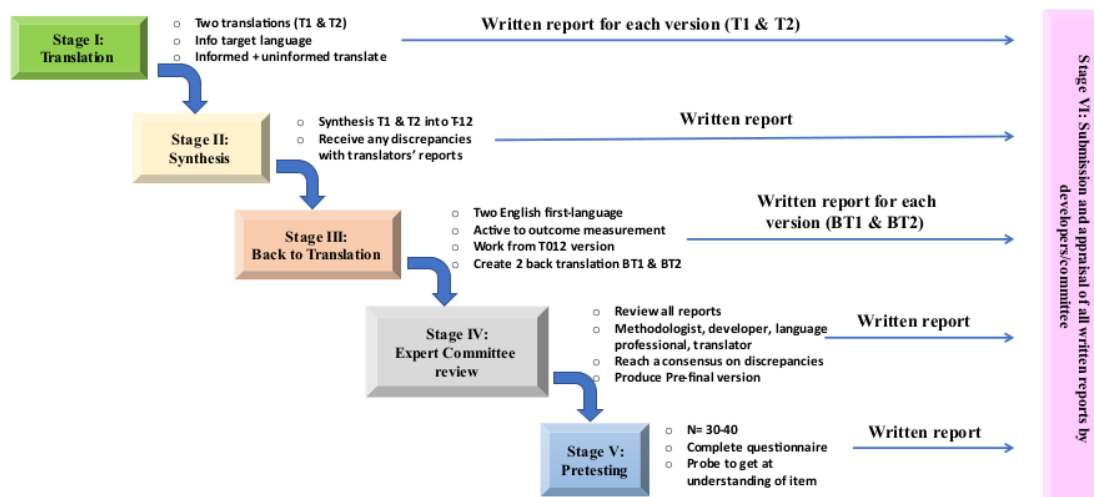 Stage I:
Translation
○ Two translations (T1 & T2)
○ Info target language
○ Informed + uninformed translate
Written report for each version (T1 & T2)
Stage II:
Synthesis
○ Synthesis T1 & T2 into T-12
○ Receive any discrepancies
with translators' reports
Written report
Stage III:
Back to Translation
○ Two English first-language
○ Active to outcome measurement
○ Work from T012 version
○ Create 2 back translation BT1 & BT2
Written report for each
version (BT1 & BT2)
Stage IV:
Expert Committee
review
○ Review all reports
○ Methodologist, developer, language
professional, translator
○ Reach a consensus on discrepancies
○ Produce Pre-final version
Written report
Stage V:
Pretesting
○ N= 30-40
○ Complete questionnaire
○ Probe to get at
understanding of item
Written report
Stage VI: Submission and appraisal of all written reports by
developers/committee